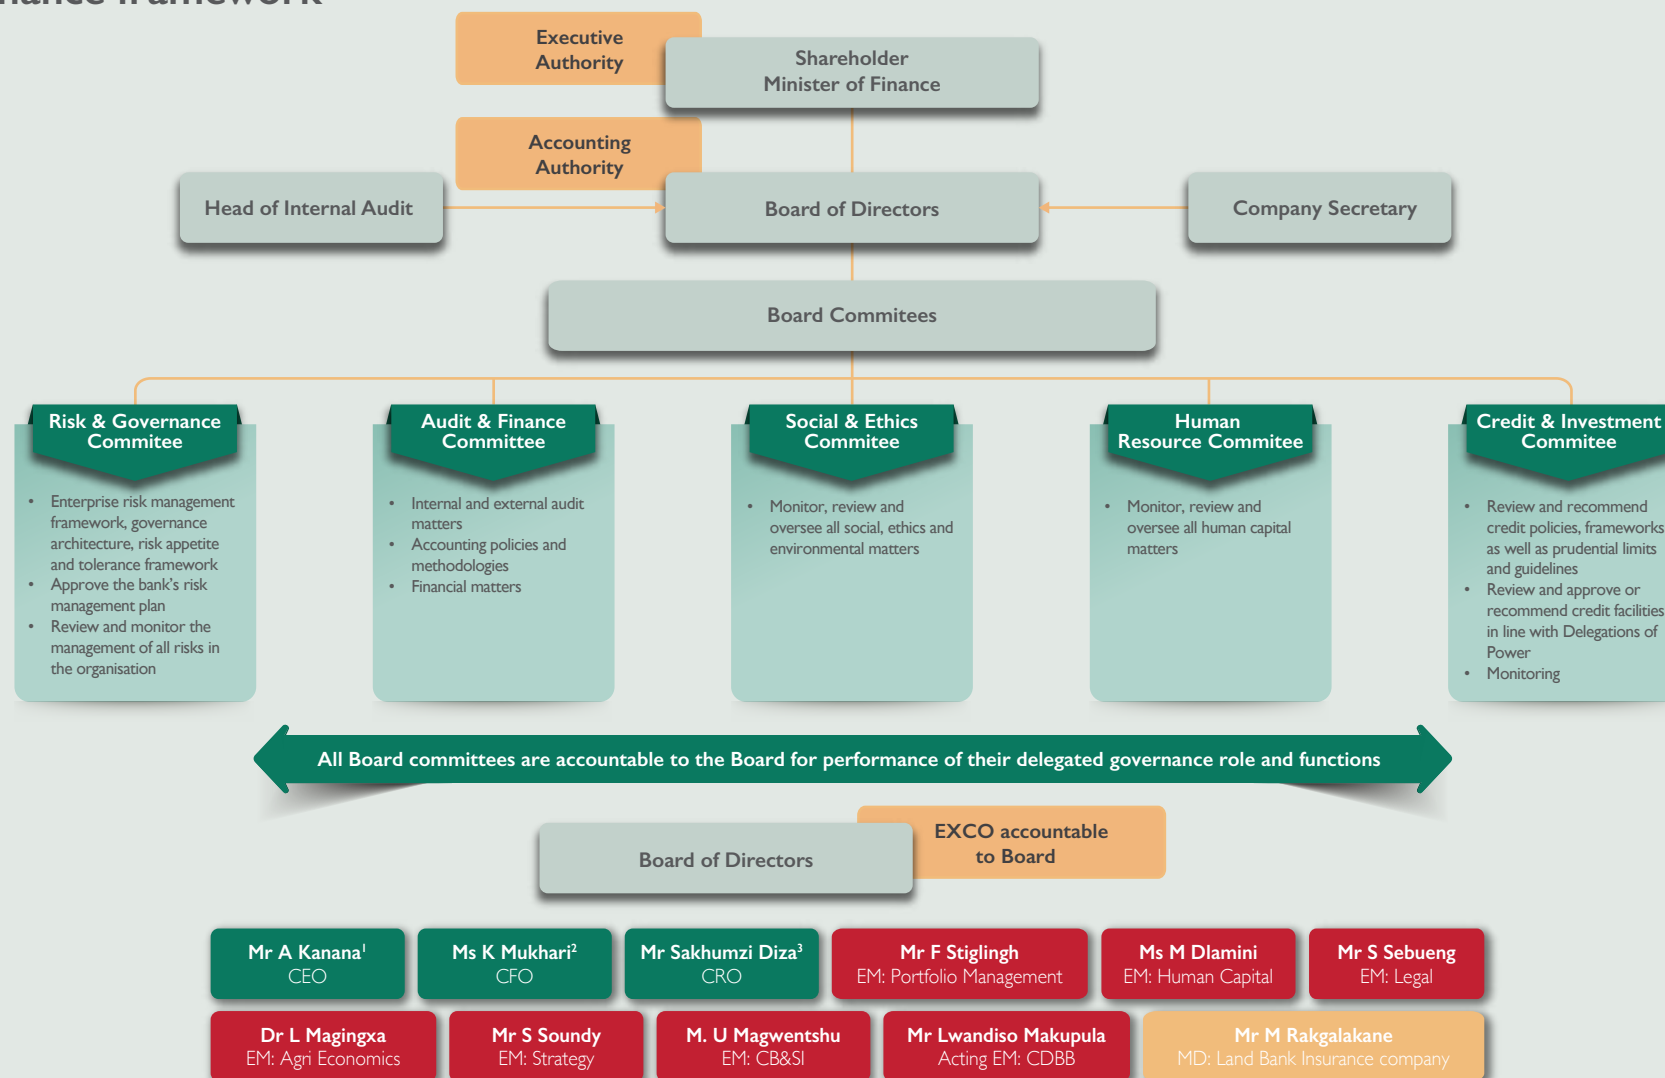 Executive
Authority
Shareholder
Minister of Finance
Accounting
Authority
Head of Internal Audit
Board of Directors
Company Secretary
Board Commitees
Risk & Governance
Commitee
• Enterprise risk management
framework, governance
architecture, risk appetite
and tolerance framework
• Approve the bank's risk
management plan
• Review and monitor the
management of all risks in
the organisation
Audit & Finance
Committee
• Internal and external audit
matters
• Accounting policies and
methodologies
• Financial matters
Social & Ethics
Commitee
• Monitor, review and
oversee all social, ethics and
environmental matters
Human
Resource Commitee
• Monitor, review and
oversee all human capital
matters
Credit & Investment
Commitee
• Review and recommend
credit policies, frameworks
as well as prudential limits
and guidelines
• Review and approve or
recommend credit facilities
in line with Delegations of
Power
• Monitoring
All Board committees are accountable to the Board for performance of their delegated governance role and functions
Board of Directors
EXCO accountable
to Board
Mr A Kanana¹
CEO
Ms K Mukhari²
CFO
Mr Sakhumzi Diza³
CRO
Mr F Stiglingh
EM: Portfolio Management
Ms M Dlamini
EM: Human Capital
Mr S Sebueng
EM: Legal
Dr L Magingxa
EM: Agri Economics
Mr S Soundy
EM: Strategy
M. U Magwentshu
EM: CB&SI
Mr Lwandiso Makupula
Acting EM: CDBB
Mr M Rakgalakane
MD: Land Bank Insurance company